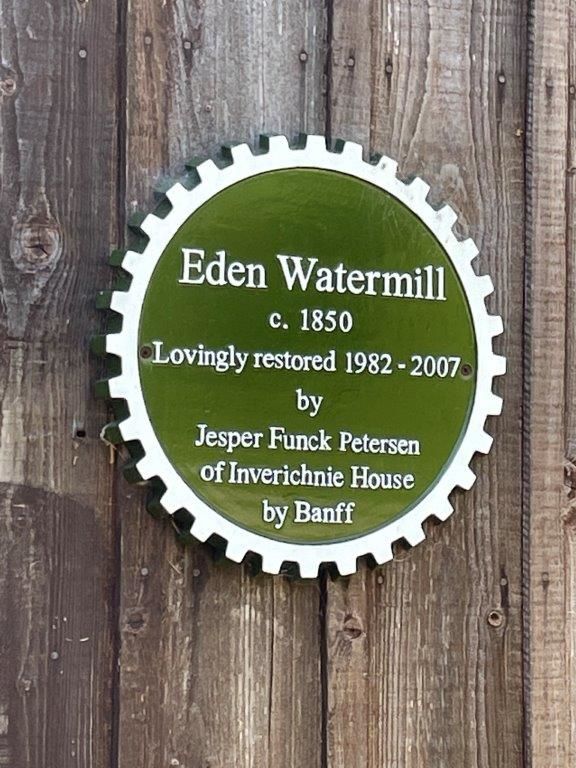 Eden Watermill
c. 1850
Lovingly restored 1982 - 2007
by
Jesper Funck Petersen
of Inverichnie House
by Banff